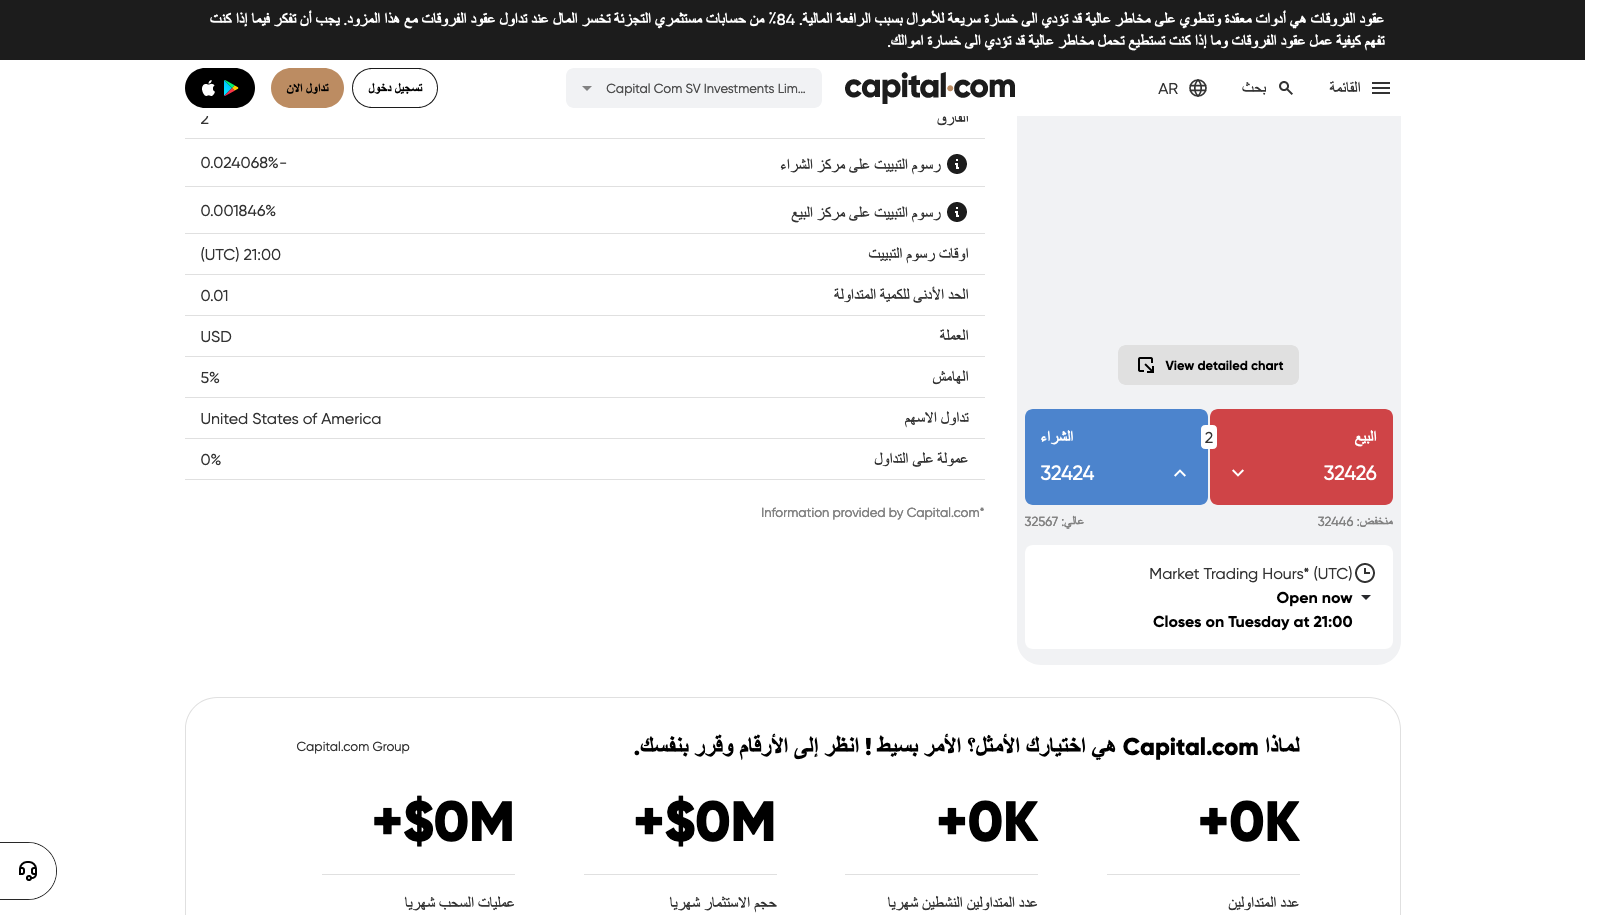 عقود الفروقات هي أدوات معقدة وتنطوي على مخاطر عالية قد تؤدي الى خسارة سريعة للأموال بسبب الرافعة المالية. 84٪ من حسابات مستثمري التجزئة تخسر المال عند تداول عقود الفروقات مع هذا المزود. يجب أن تفكر فيما إذا كنت
تفهم كيفية عمل عقود الفروقات وما إذا كنت تستطيع تحمل مخاطر عالية قد تؤدي الى خسارة اموالك.
القائمة
بحث
AR
capital.com
Capital Com SV Investments Lim...
تسجيل دخول
تداول الان
الفارق 2
رسوم التبييت على مركز الشراء -0.024068%
رسوم التبييت على مركز البيع 0.001846%
اوقات رسوم التبييت 21:00 (UTC)
الحد الأدنى للكمية المتداولة 0.01
العملة USD
الهامش 5%
تداول الاسهم United States of America
عمولة على التداول 0%
Information provided by Capital.com*
View detailed chart
البيع
32426
2
الشراء
32424
منخفض: 32446
عالي: 32567
Market Trading Hours* (UTC)
Open now
Closes on Tuesday at 21:00
لماذا Capital.com هي اختيارك الأمثل؟ الأمر بسيط ! انظر إلى الأرقام وقرر بنفسك.
Capital.com Group
+0K
عدد المتداولين
+0K
عدد المتداولين النشطين شهريا
+$0M
حجم الاستثمار شهريا
+$0M
عمليات السحب شهريا